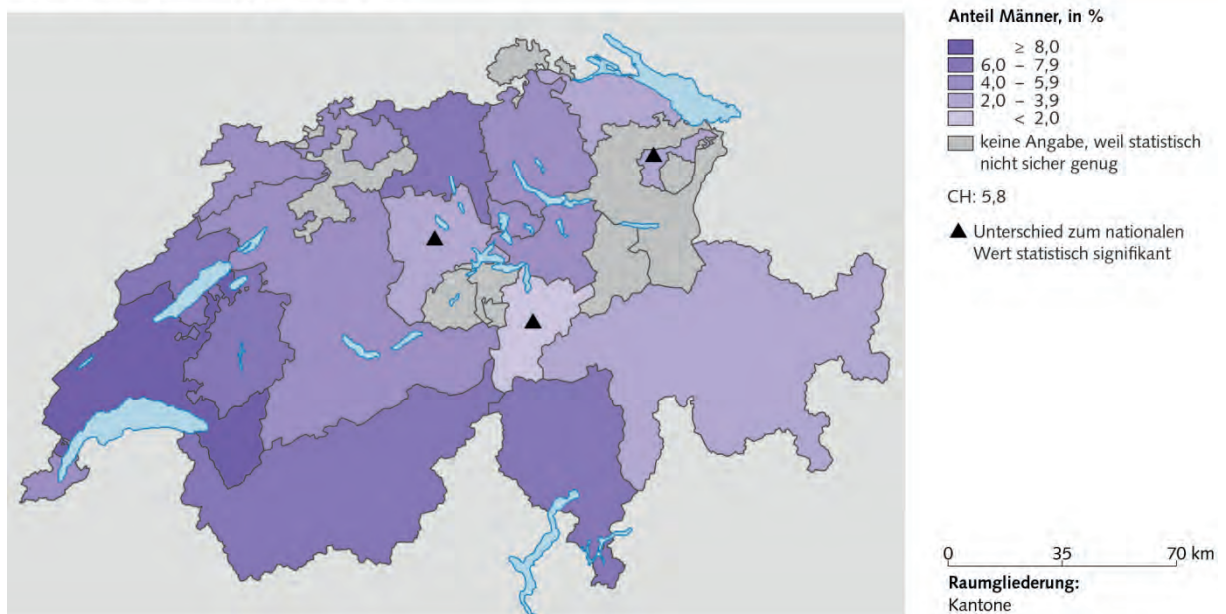 Anteil Männer, in %
≥ 8,0
6,0 – 7,9
4,0 – 5,9
2,0 – 3,9
< 2,0
keine Angabe, weil statistisch
nicht sicher genug
CH: 5,8
Unterschied zum nationalen
Wert statistisch signifikant
0 35 70 km
Raumgliederung:
Kantone